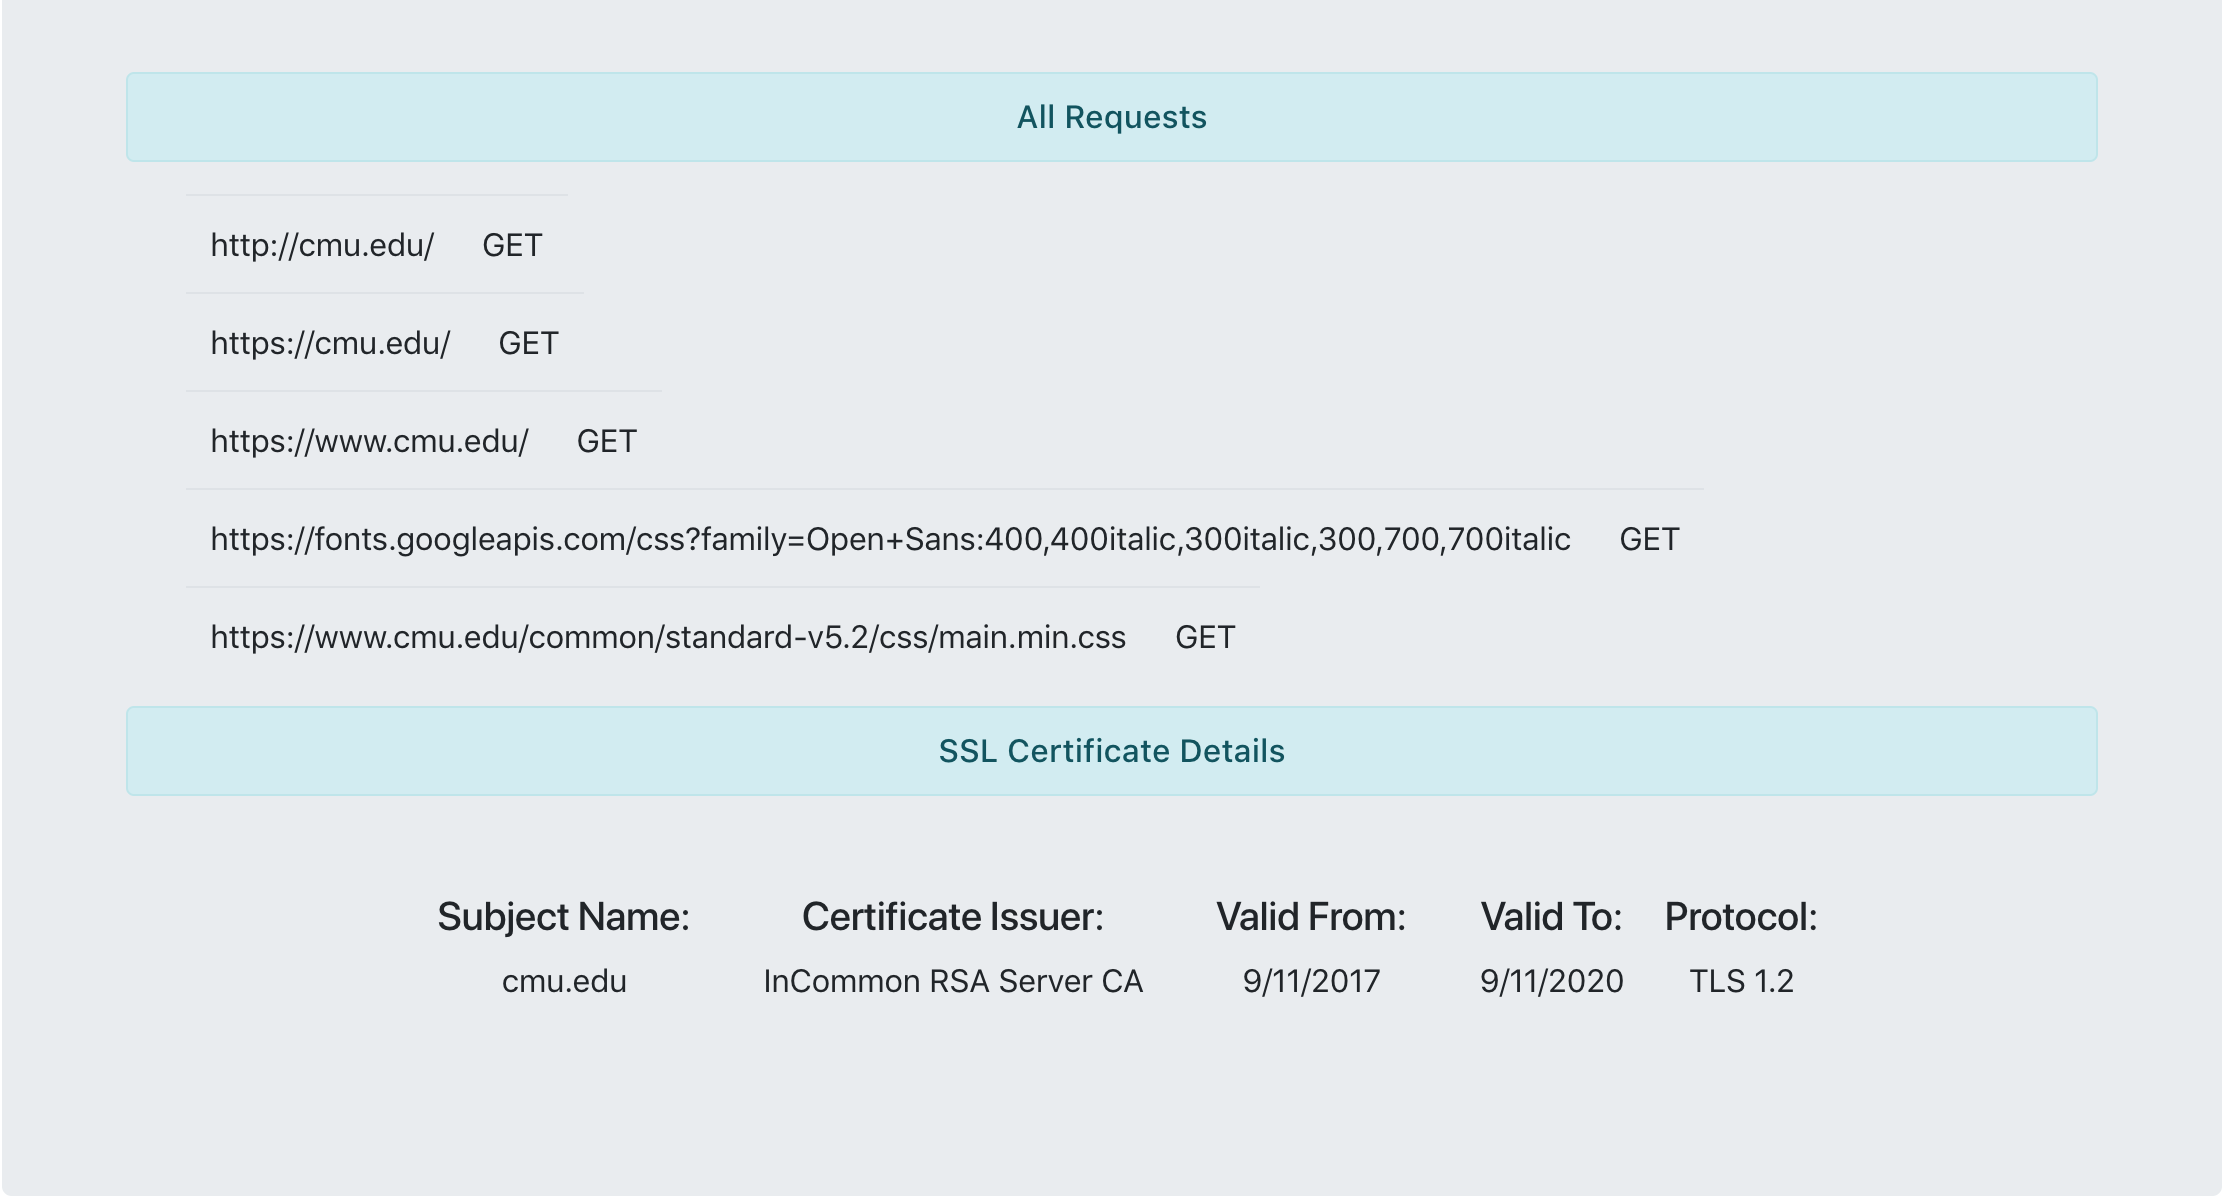 All Requests
http://cmu.edu/ GET
https://cmu.edu/ GET
https://www.cmu.edu/ GET
https://fonts.googleapis.com/css?family=Open+Sans:400,400italic,300italic,300,700,700italic GET
https://www.cmu.edu/common/standard-v5.2/css/main.min.css GET
SSL Certificate Details
Subject Name: Certificate Issuer: Valid From: Valid To: Protocol:
cmu.edu InCommon RSA Server CA 9/11/2017 9/11/2020 TLS 1.2